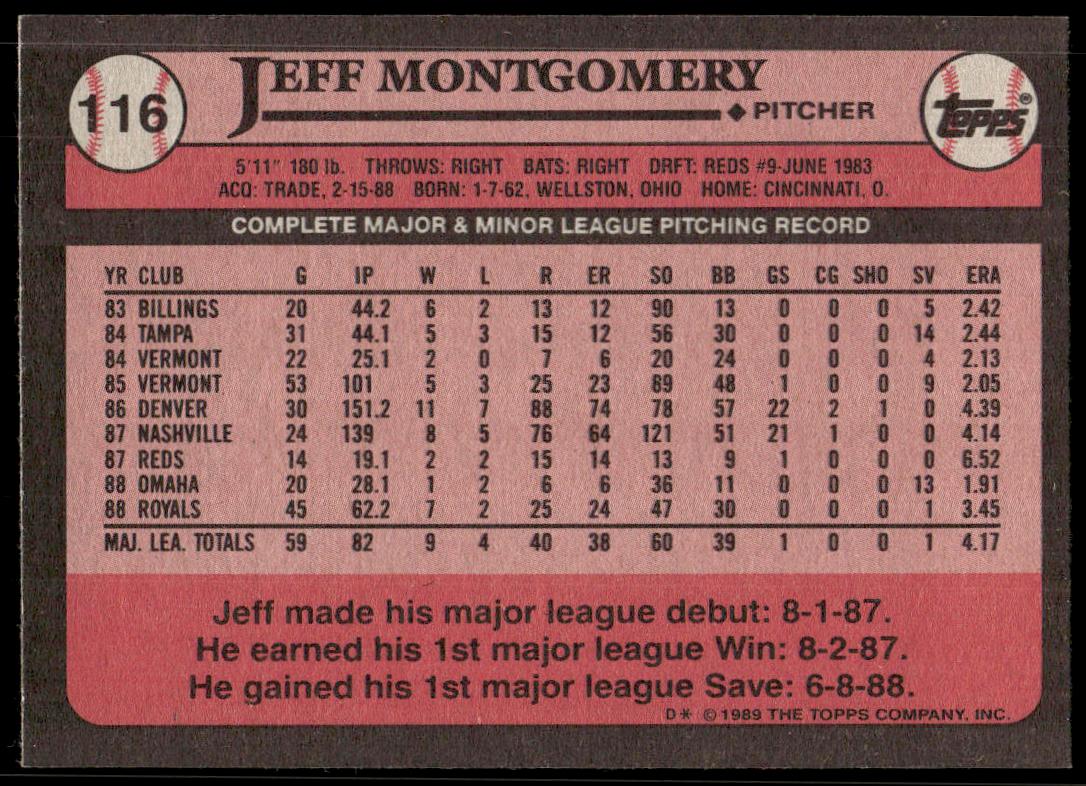 116
JEFF MONTGOMERY
◆ PITCHER
TOPPS®
5'11" 180 lb. THROWS: RIGHT BATS: RIGHT DRFT: REDS #9-JUNE 1983
ACQ: TRADE, 2-15-88 BORN: 1-7-62, WELLSTON, OHIO HOME: CINCINNATI, O.
COMPLETE MAJOR & MINOR LEAGUE PITCHING RECORD
YR CLUB G IP W L R ER SO BB GS CG SHO SV ERA
83 BILLINGS 20 44.2 6 2 13 12 90 13 0 0 0 5 2.42
84 TAMPA 31 44.1 5 3 15 12 56 30 0 0 0 14 2.44
84 VERMONT 22 25.1 2 0 7 6 20 24 0 0 0 4 2.13
85 VERMONT 53 101 5 3 25 23 89 48 1 0 0 9 2.05
86 DENVER 30 151.2 11 7 88 74 78 57 22 2 1 0 4.39
87 NASHVILLE 24 139 8 5 76 64 121 51 21 1 0 0 4.14
87 REDS 14 19.1 2 2 15 14 13 9 1 0 0 0 6.52
88 OMAHA 20 28.1 1 2 6 6 36 11 0 0 0 13 1.91
88 ROYALS 45 62.2 7 2 25 24 47 30 0 0 0 1 3.45
MAJ. LEA. TOTALS 59 82 9 4 40 38 60 39 1 0 0 1 4.17
Jeff made his major league debut: 8-1-87.
He earned his 1st major league Win: 8-2-87.
He gained his 1st major league Save: 6-8-88.
D* © 1989 THE TOPPS COMPANY, INC.